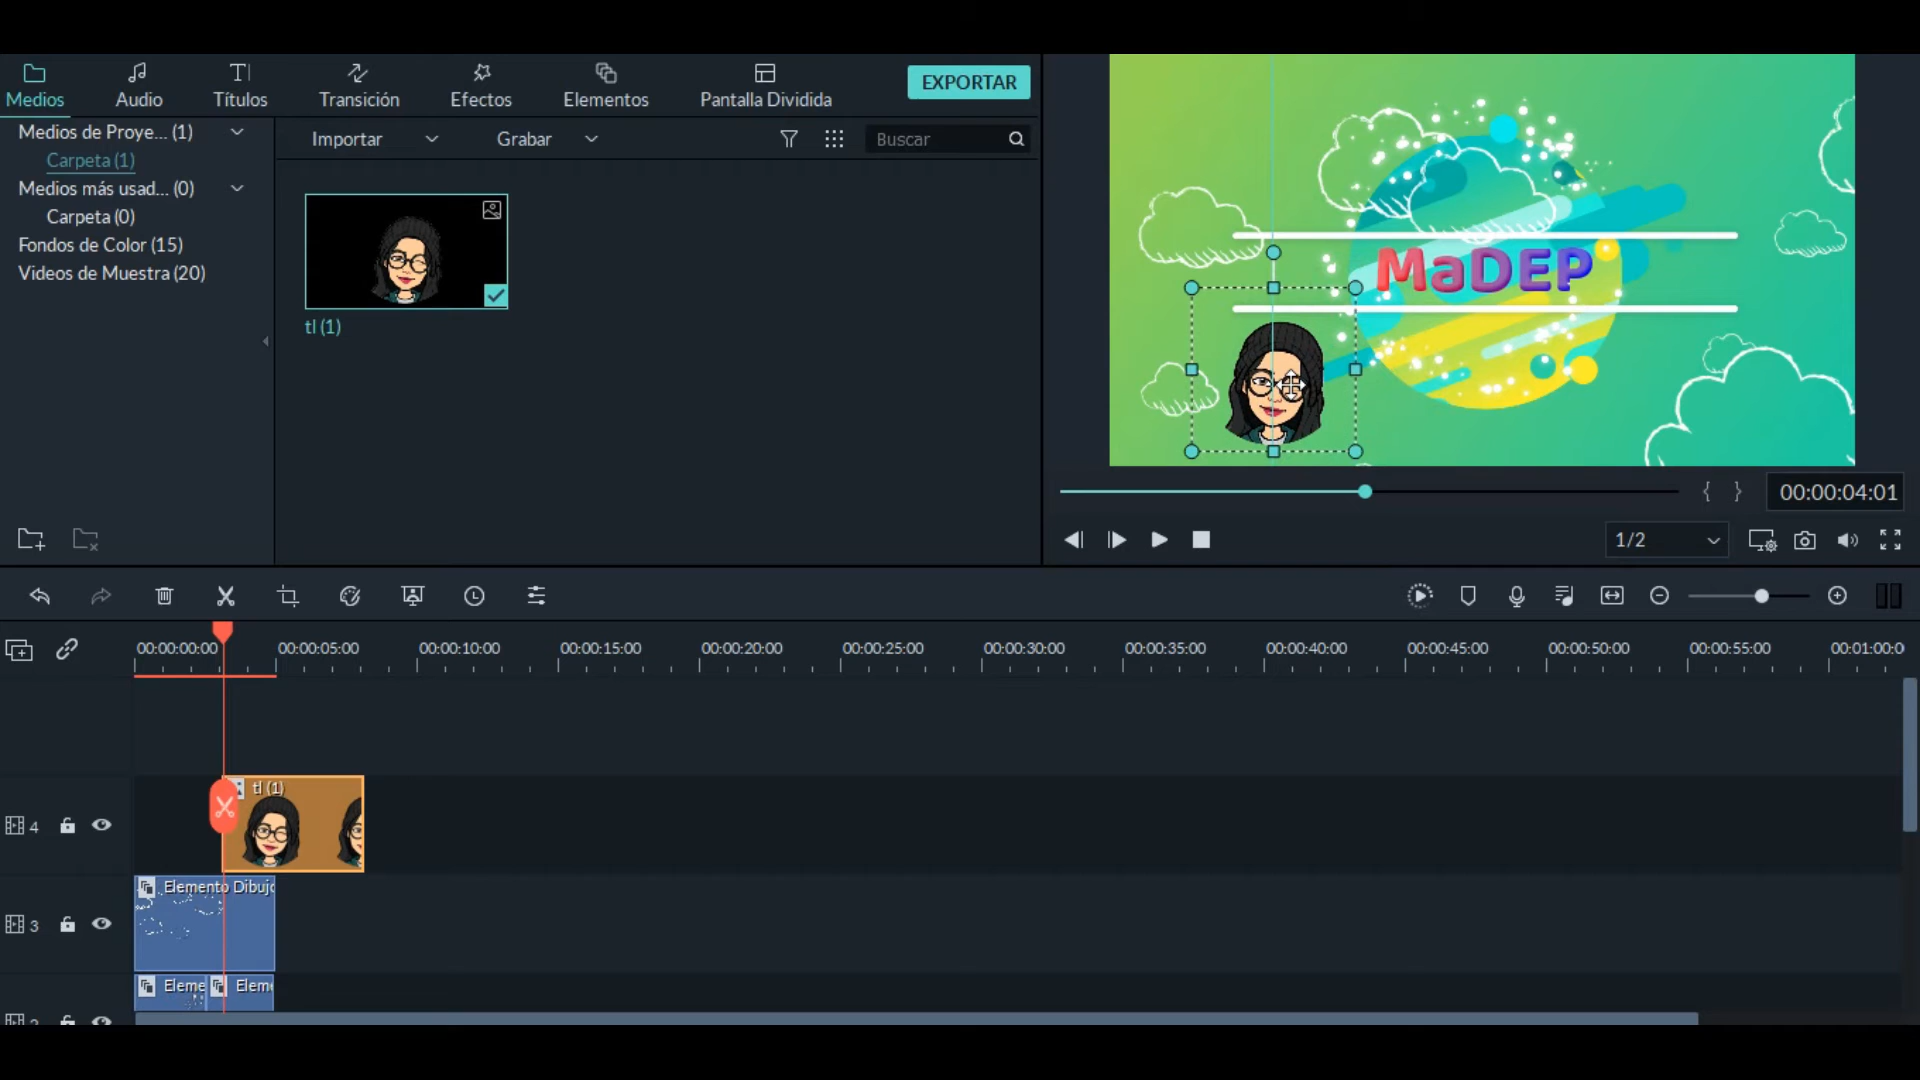 Medios
Audio
Títulos
Transición
Efectos
Elementos
Pantalla Dividida
EXPORTAR
Medios de Proye... (1)
Carpeta (1)
Medios más usad... (0)
Carpeta (0)
Fondos de Color (15)
Videos de Muestra (20)
Importar
Grabar
Buscar
tl (1)
MaDEP
{ }
00:00:04:01
1/2
00:00:00:00
00:00:05:00
00:00:10:00
00:00:15:00
00:00:20:00
00:00:25:00
00:00:30:00
00:00:35:00
00:00:40:00
00:00:45:00
00:00:50:00
00:00:55:00
00:01:00:0
4
tl (1)
3
Elemento Dibujo
Eleme
Elem